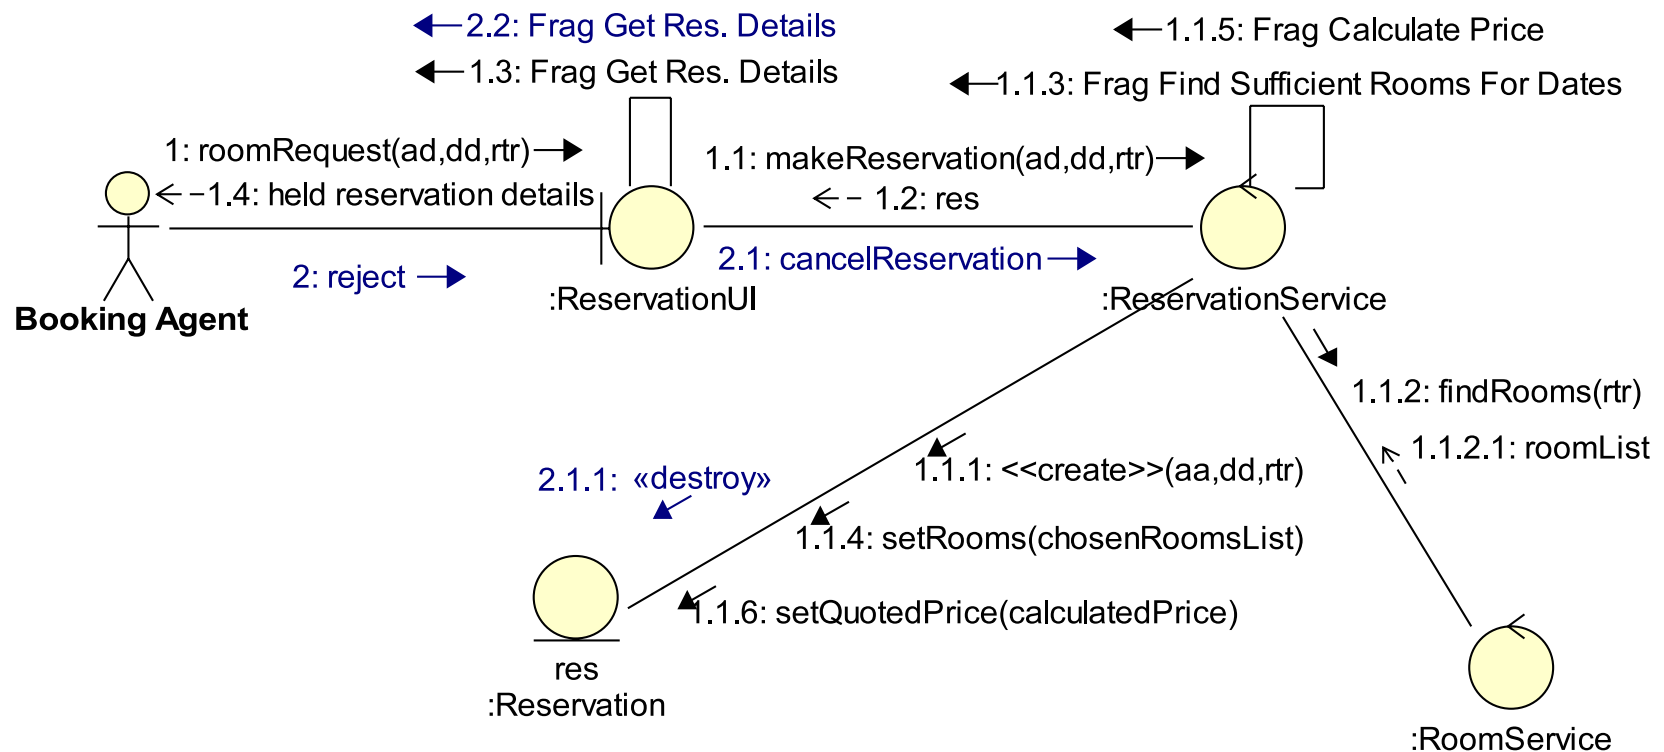 2.2: Frag Get Res. Details
1.1.5: Frag Calculate Price
1.3: Frag Get Res. Details
1.1.3: Frag Find Sufficient Rooms For Dates
1: roomRequest(ad,dd,rtr)
1.1: makeReservation(ad,dd,rtr)
1.4: held reservation details
1.2: res
2: reject
2.1: cancelReservation
:ReservationUI
:ReservationService
Booking Agent
1.1.2: findRooms(rtr)
1.1.2.1: roomList
2.1.1: «destroy»
1.1.1: <<create>>(aa,dd,rtr)
1.1.4: setRooms(chosenRoomsList)
1.1.6: setQuotedPrice(calculatedPrice)
res
:Reservation
:RoomService